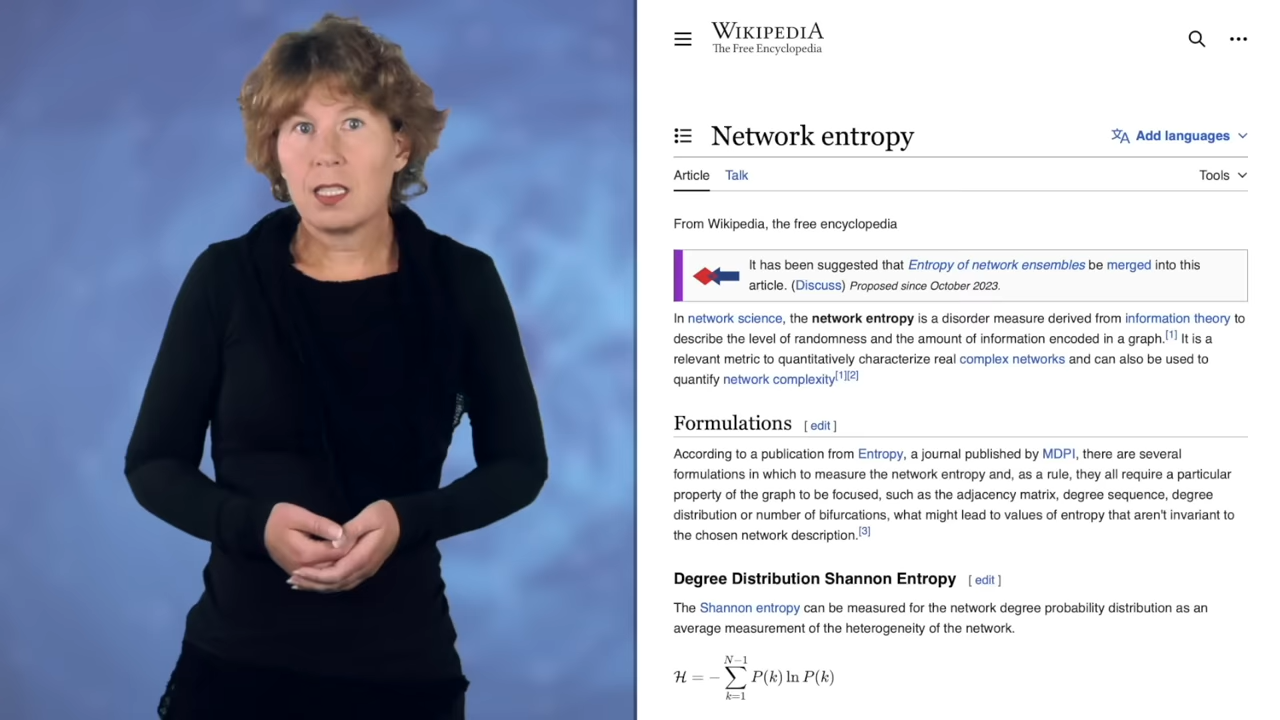 WIKIPEDIA
The Free Encyclopedia
Network entropy
Add languages
Article Talk Tools
From Wikipedia, the free encyclopedia
It has been suggested that Entropy of network ensembles be merged into this
article. (Discuss) Proposed since October 2023.
In network science, the network entropy is a disorder measure derived from information theory to
describe the level of randomness and the amount of information encoded in a graph.[1] It is a
relevant metric to quantitatively characterize real complex networks and can also be used to
quantify network complexity[1][2]
Formulations [ edit ]
According to a publication from Entropy, a journal published by MDPI, there are several
formulations in which to measure the network entropy and, as a rule, they all require a particular
property of the graph to be focused, such as the adjacency matrix, degree sequence, degree
distribution or number of bifurcations, what might lead to values of entropy that aren't invariant to
the chosen network description.[3]
Degree Distribution Shannon Entropy [ edit ]
The Shannon entropy can be measured for the network degree probability distribution as an
average measurement of the heterogeneity of the network.
ℋ = − ∑_{k=1}^{N−1} P(k) ln P(k)